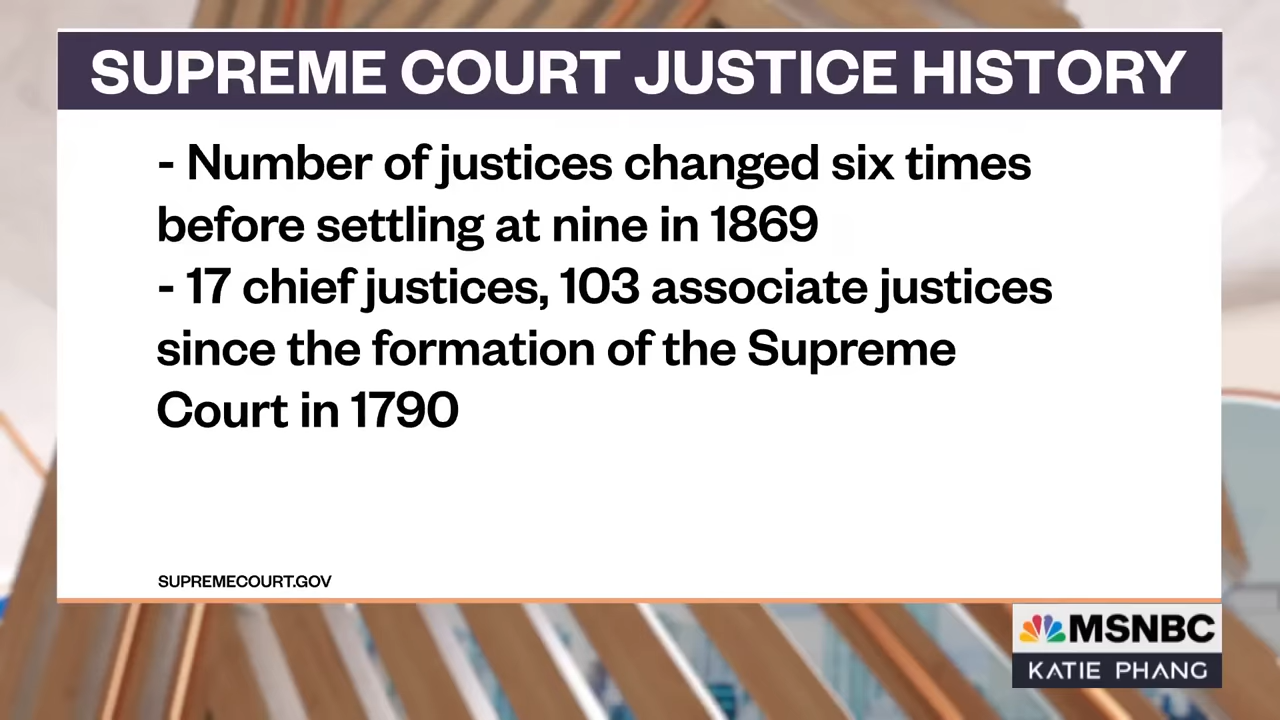 SUPREME COURT JUSTICE HISTORY
- Number of justices changed six times
before settling at nine in 1869
- 17 chief justices, 103 associate justices
since the formation of the Supreme
Court in 1790
SUPREMECOURT.GOV
MSNBC
KATIE PHANG